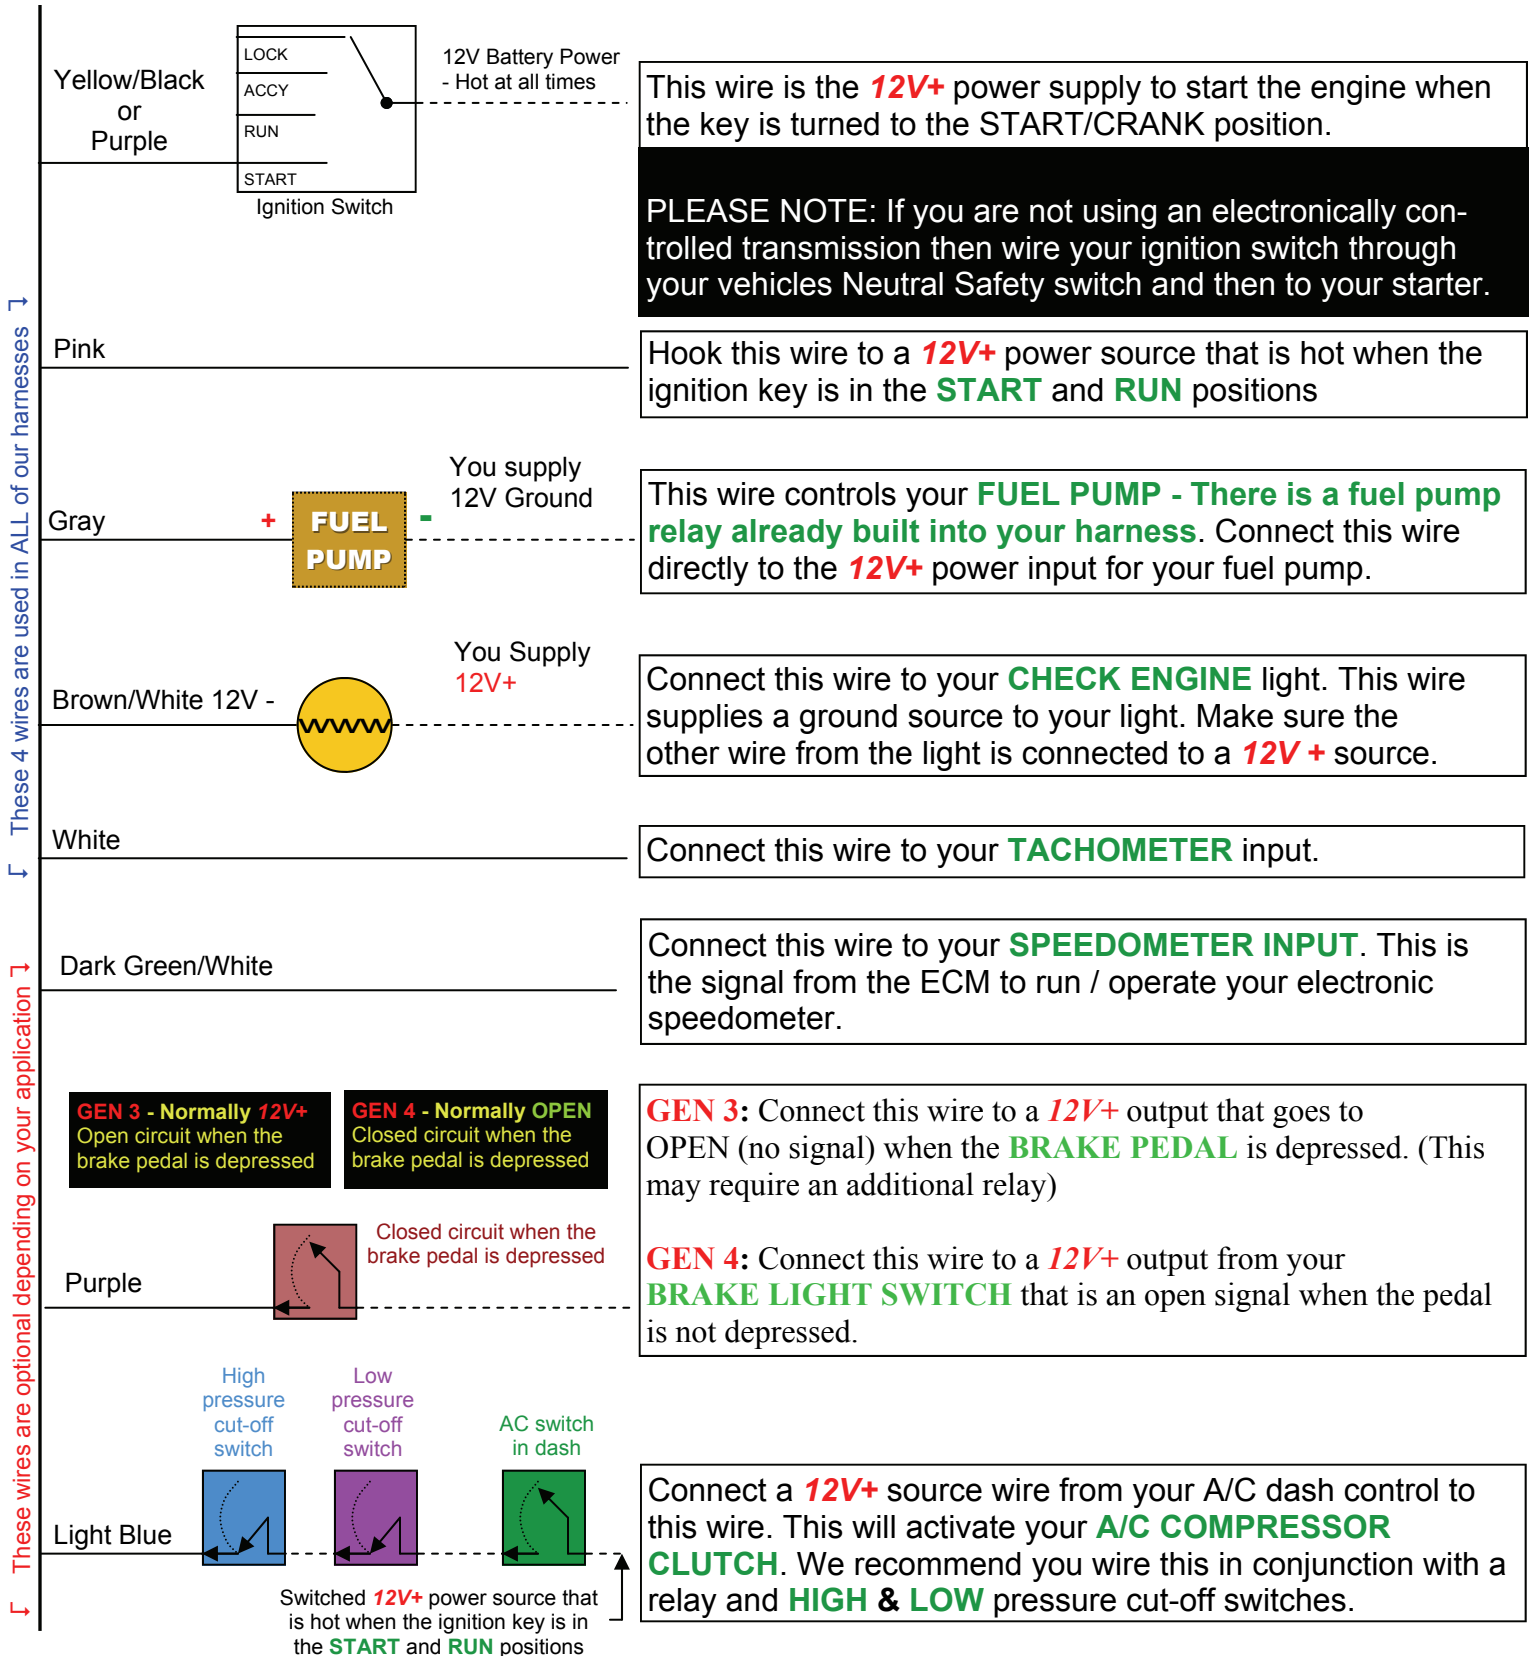 Yellow/Black
or
Purple
LOCK
ACCY
RUN
START
Ignition Switch
12V Battery Power
- Hot at all times
This wire is the 12V+ power supply to start the engine when
the key is turned to the START/CRANK position.
PLEASE NOTE: If you are not using an electronically con-
trolled transmission then wire your ignition switch through
your vehicles Neutral Safety switch and then to your starter.
These 4 wires are used in ALL of our harnesses
Pink
Hook this wire to a 12V+ power source that is hot when the
ignition key is in the START and RUN positions
Gray
+
FUEL
PUMP
-
You supply
12V Ground
This wire controls your FUEL PUMP - There is a fuel pump
relay already built into your harness. Connect this wire
directly to the 12V+ power input for your fuel pump.
Brown/White 12V -
You Supply
12V+
Connect this wire to your CHECK ENGINE light. This wire
supplies a ground source to your light. Make sure the
other wire from the light is connected to a 12V + source.
White
Connect this wire to your TACHOMETER input.
These wires are optional depending on your application
Dark Green/White
Connect this wire to your SPEEDOMETER INPUT. This is
the signal from the ECM to run / operate your electronic
speedometer.
GEN 3 - Normally 12V+
Open circuit when the
brake pedal is depressed
GEN 4 - Normally OPEN
Closed circuit when the
brake pedal is depressed
Closed circuit when the
brake pedal is depressed
Purple
GEN 3: Connect this wire to a 12V+ output that goes to
OPEN (no signal) when the BRAKE PEDAL is depressed. (This
may require an additional relay)
GEN 4: Connect this wire to a 12V+ output from your
BRAKE LIGHT SWITCH that is an open signal when the pedal
is not depressed.
High
pressure
cut-off
switch
Low
pressure
cut-off
switch
AC switch
in dash
Light Blue
Switched 12V+ power source that
is hot when the ignition key is in
the START and RUN positions
Connect a 12V+ source wire from your A/C dash control to
this wire. This will activate your A/C COMPRESSOR
CLUTCH. We recommend you wire this in conjunction with a
relay and HIGH & LOW pressure cut-off switches.